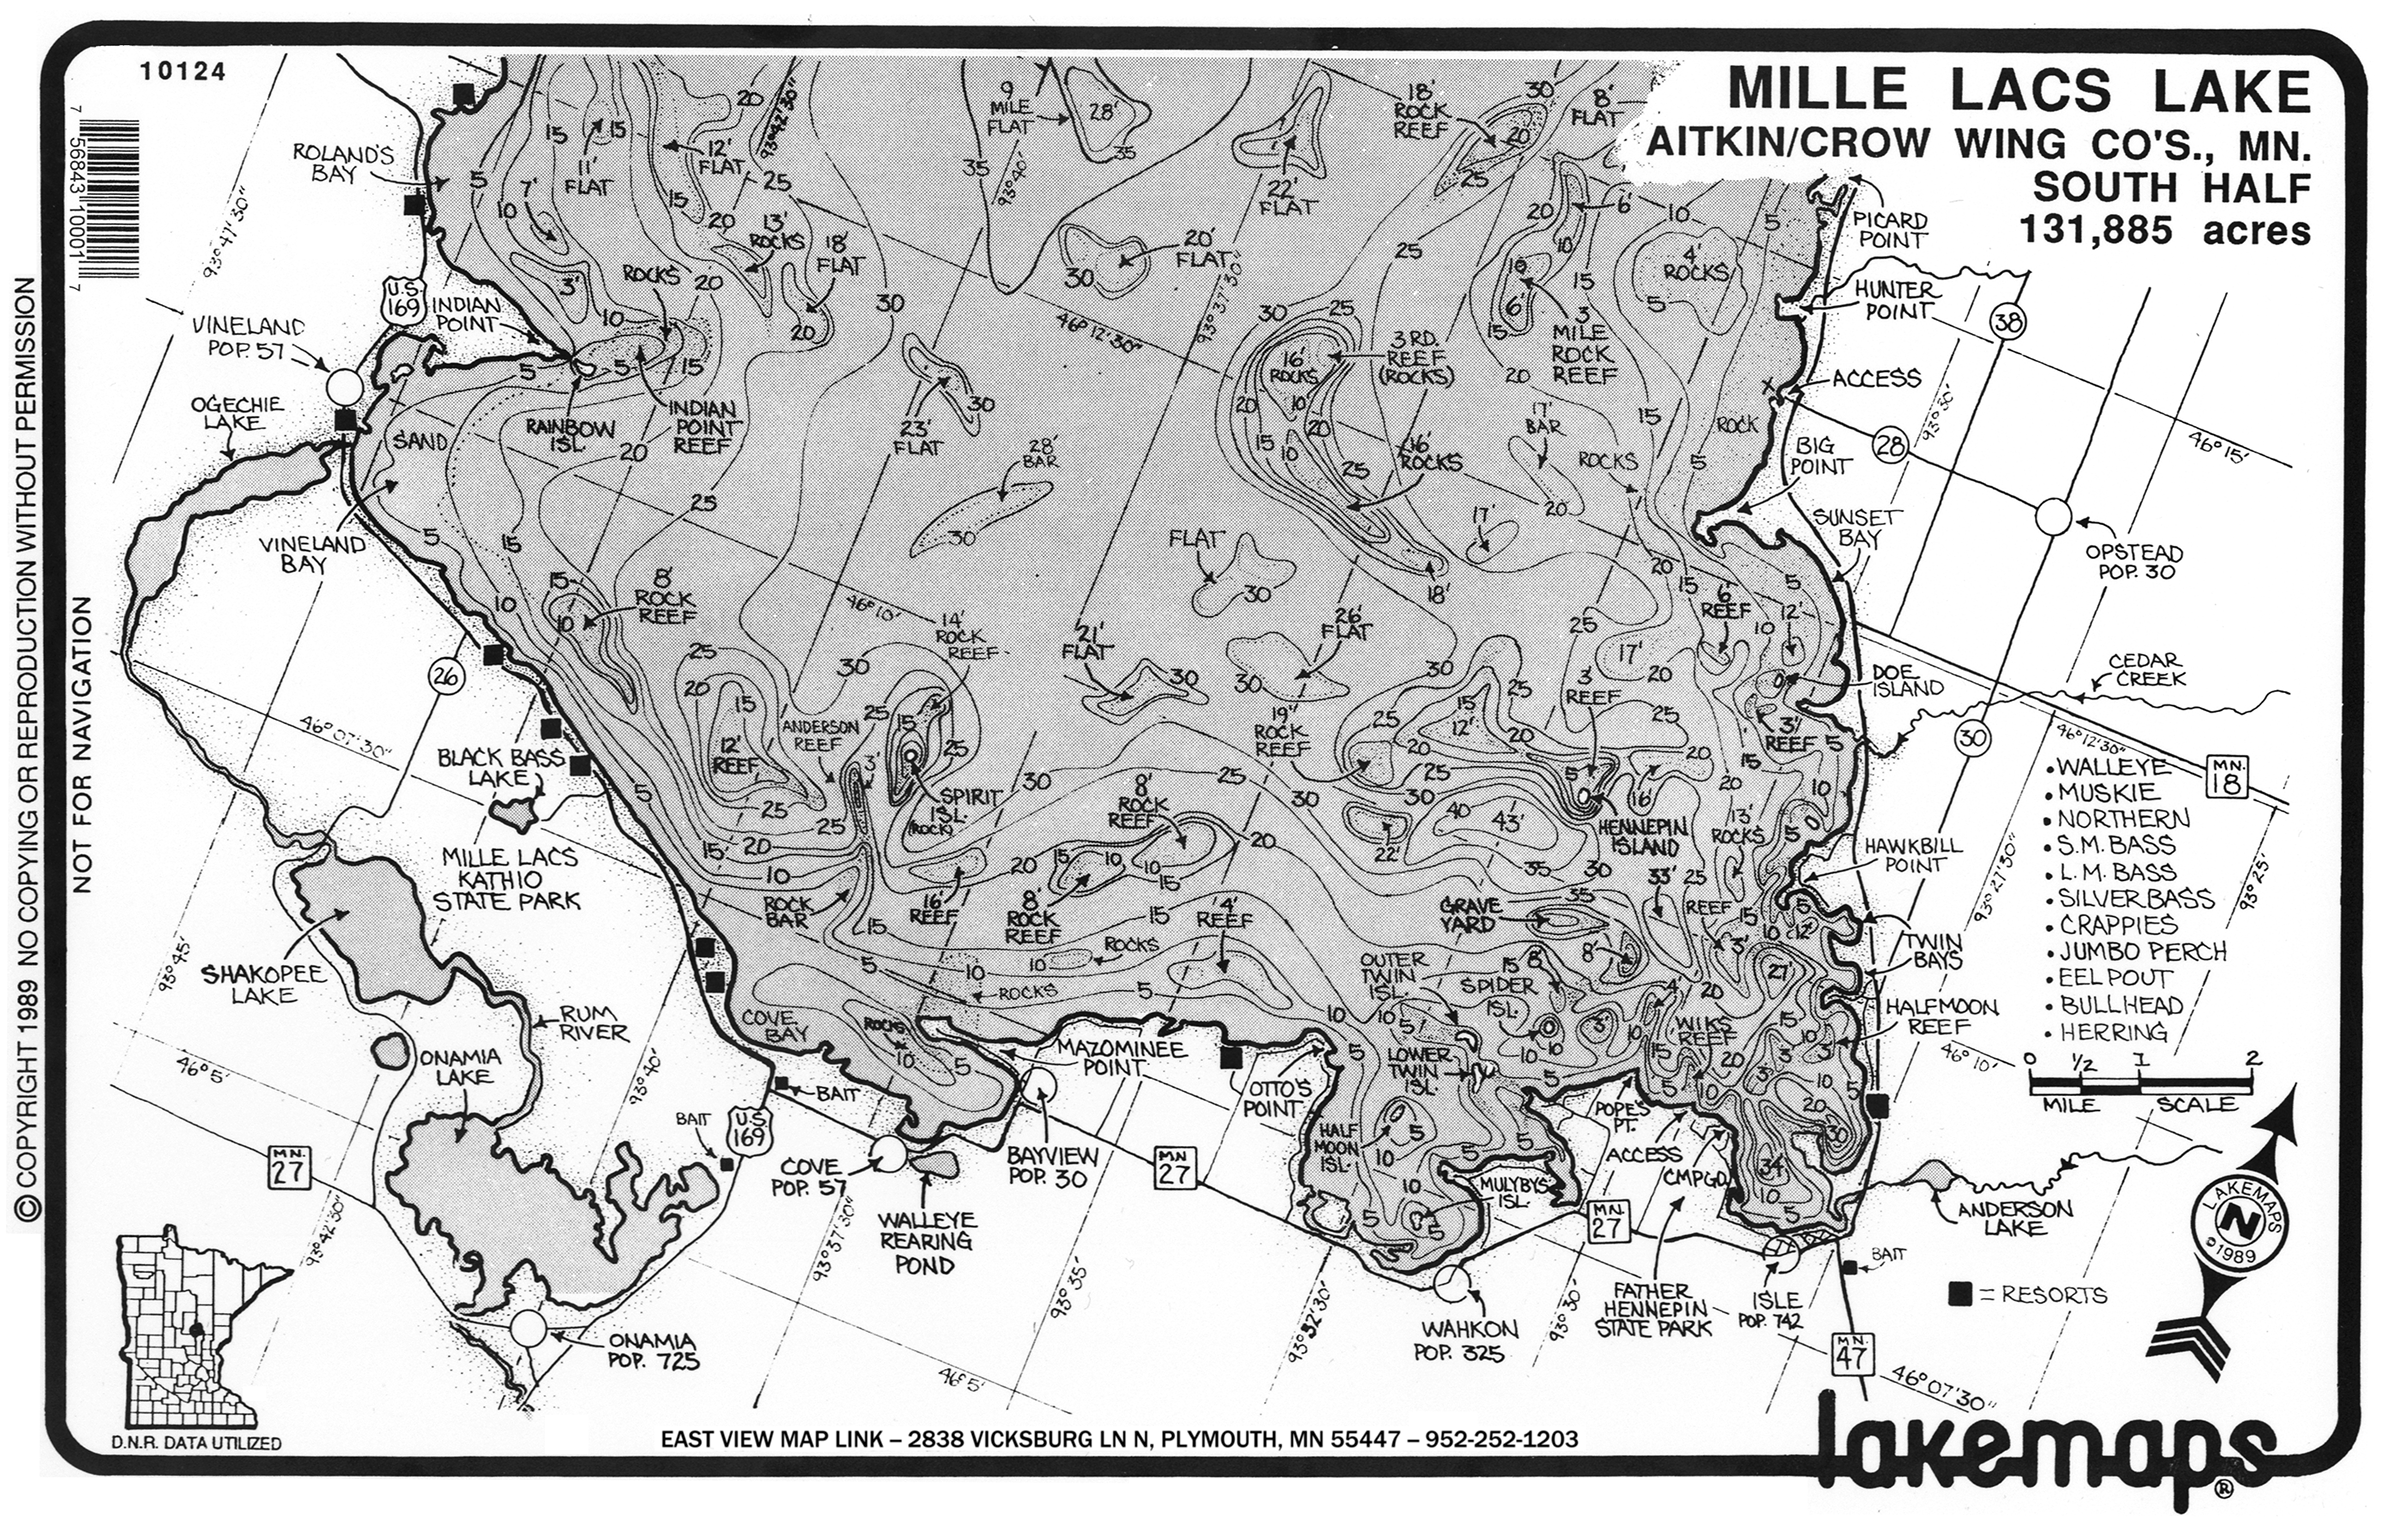 10124
7 56843 10001 7
MILLE LACS LAKE
AITKIN/CROW WING CO'S., MN.
SOUTH HALF
131,885 acres
© COPYRIGHT 1989 NO COPYING OR REPRODUCTION WITHOUT PERMISSION
NOT FOR NAVIGATION
ROLAND'S
BAY
11'
FLAT
12'
FLAT
13'
ROCKS
18'
FLAT
9
MILE
FLAT
28'
22'
FLAT
20'
FLAT
18'
ROCK
REEF
8'
FLAT
4'
ROCKS
PICARD
POINT
HUNTER
POINT
38
3
MILE
ROCK
REEF
3 RD.
REEF
(ROCKS)
16'
ROCKS
16'
ROCKS
ACCESS
28
BIG
POINT
ROCK
SUNSET
BAY
OPSTEAD
POP. 30
U.S.
169
INDIAN
POINT
ROCKS
VINELAND
POP. 57
OGECHIE
LAKE
SAND
RAINBOW
ISL.
INDIAN
POINT
REEF
23'
FLAT
28'
BAR
17'
BAR
ROCKS
VINELAND
BAY
8'
ROCK
REEF
FLAT
26'
FLAT
21'
FLAT
14'
ROCK
REEF
6'
REEF
12'
17'
DOE
ISLAND
CEDAR
CREEK
30
3'
REEF
3'
REEF
26
BLACK BASS
LAKE
MILLE LACS
KATHIO
STATE PARK
12'
REEF
ANDERSON
REEF
3'
SPIRIT
ISL.
(ROCK)
19'
ROCK
REEF
12'
HENNEPIN
ISLAND
13'
ROCKS
MN.
18
• WALLEYE
• MUSKIE
• NORTHERN
• S.M. BASS
• L.M. BASS
• SILVER BASS
• CRAPPIES
• JUMBO PERCH
• EELPOUT
• BULLHEAD
• HERRING
HAWKBILL
POINT
TWIN
BAYS
HALFMOON
REEF
ROCK
BAR
16'
REEF
8'
ROCK
REEF
8'
ROCK
REEF
4'
REEF
ROCKS
ROCKS
43'
22'
33'
REEF
GRAVE
YARD
OUTER
TWIN
ISL.
SPIDER
ISL.
WIKS
REEF
LOWER
TWIN
ISL.
SHAKOPEE
LAKE
RUM
RIVER
ONAMIA
LAKE
COVE
BAY
ROCKS
MAZOMINEE
POINT
BAIT
BAIT
U.S.
169
COVE
POP. 57
BAYVIEW
POP. 30
WALLEYE
REARING
POND
MN
27
OTTO'S
POINT
HALF
MOON
ISL.
MULYBYS
ISL.
POPE'S
PT.
ACCESS
CMPGD.
MN.
27
MN.
27
FATHER
HENNEPIN
STATE PARK
WAHKON
POP. 325
ISLE
POP. 742
BAIT
ANDERSON
LAKE
MN.
47
ONAMIA
POP. 725
0 1/2 1 2
MILE SCALE
■ = RESORTS
LAKEMAPS
N
©1989
93°47'30"
93°42'30"
93°40'
93°37'30"
46°12'30"
93°30'
46°15'
46°10'
46°07'30"
46°12'30"
93°27'30"
93°25'
93°45'
46°5'
93°40'
46°10'
93°42'30"
93°37'30"
93°35'
93°32'30"
93°30'
46°5'
46°07'30"
D.N.R. DATA UTILIZED
EAST VIEW MAP LINK – 2838 VICKSBURG LN N, PLYMOUTH, MN 55447 – 952-252-1203
lakemaps®